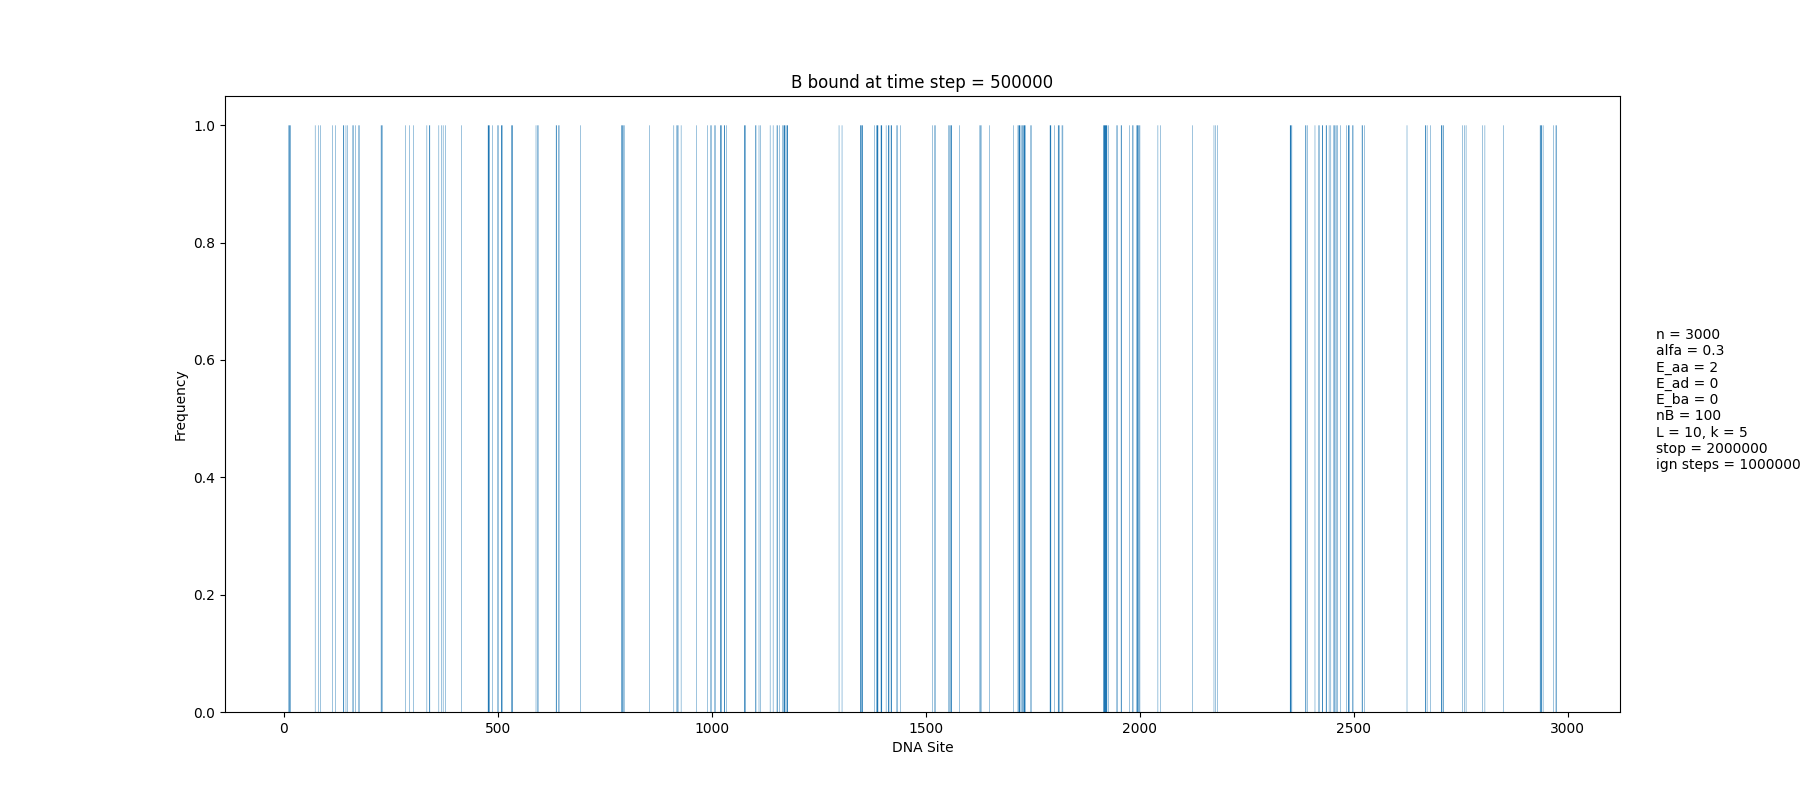 B bound at time step = 500000
1.0
0.8
0.6
0.4
0.2
0.0
Frequency
0 500 1000 1500 2000 2500 3000
DNA Site
n = 3000
alfa = 0.3
E_aa = 2
E_ad = 0
E_ba = 0
nB = 100
L = 10, k = 5
stop = 2000000
ign steps = 1000000